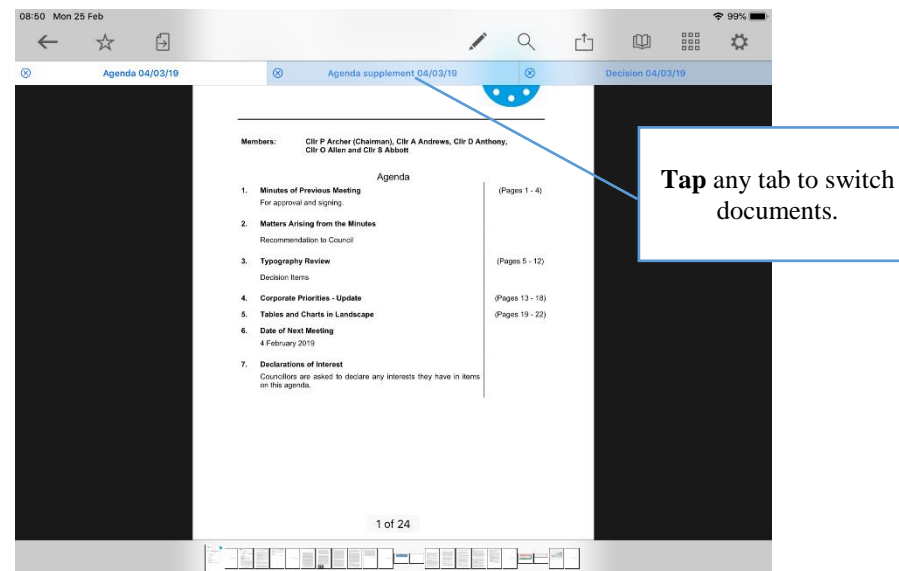 08:50 Mon 25 Feb 99%
Agenda 04/03/19 Agenda supplement 04/03/19 Decision 04/03/19
Members: Cllr P Archer (Chairman), Cllr A Andrews, Cllr D Anthony,
Cllr O Allen and Cllr S Abbott
Agenda
1. Minutes of Previous Meeting (Pages 1 - 4)
For approval and signing.
2. Matters Arising from the Minutes
Recommendation to Council
3. Typography Review (Pages 5 - 12)
Decision Items
4. Corporate Priorities - Update (Pages 13 - 18)
5. Tables and Charts in Landscape (Pages 19 - 22)
6. Date of Next Meeting
4 February 2019
7. Declarations of Interest
Councillors are asked to declare any interests they have in items
on this agenda.
1 of 24
Tap any tab to switch
documents.